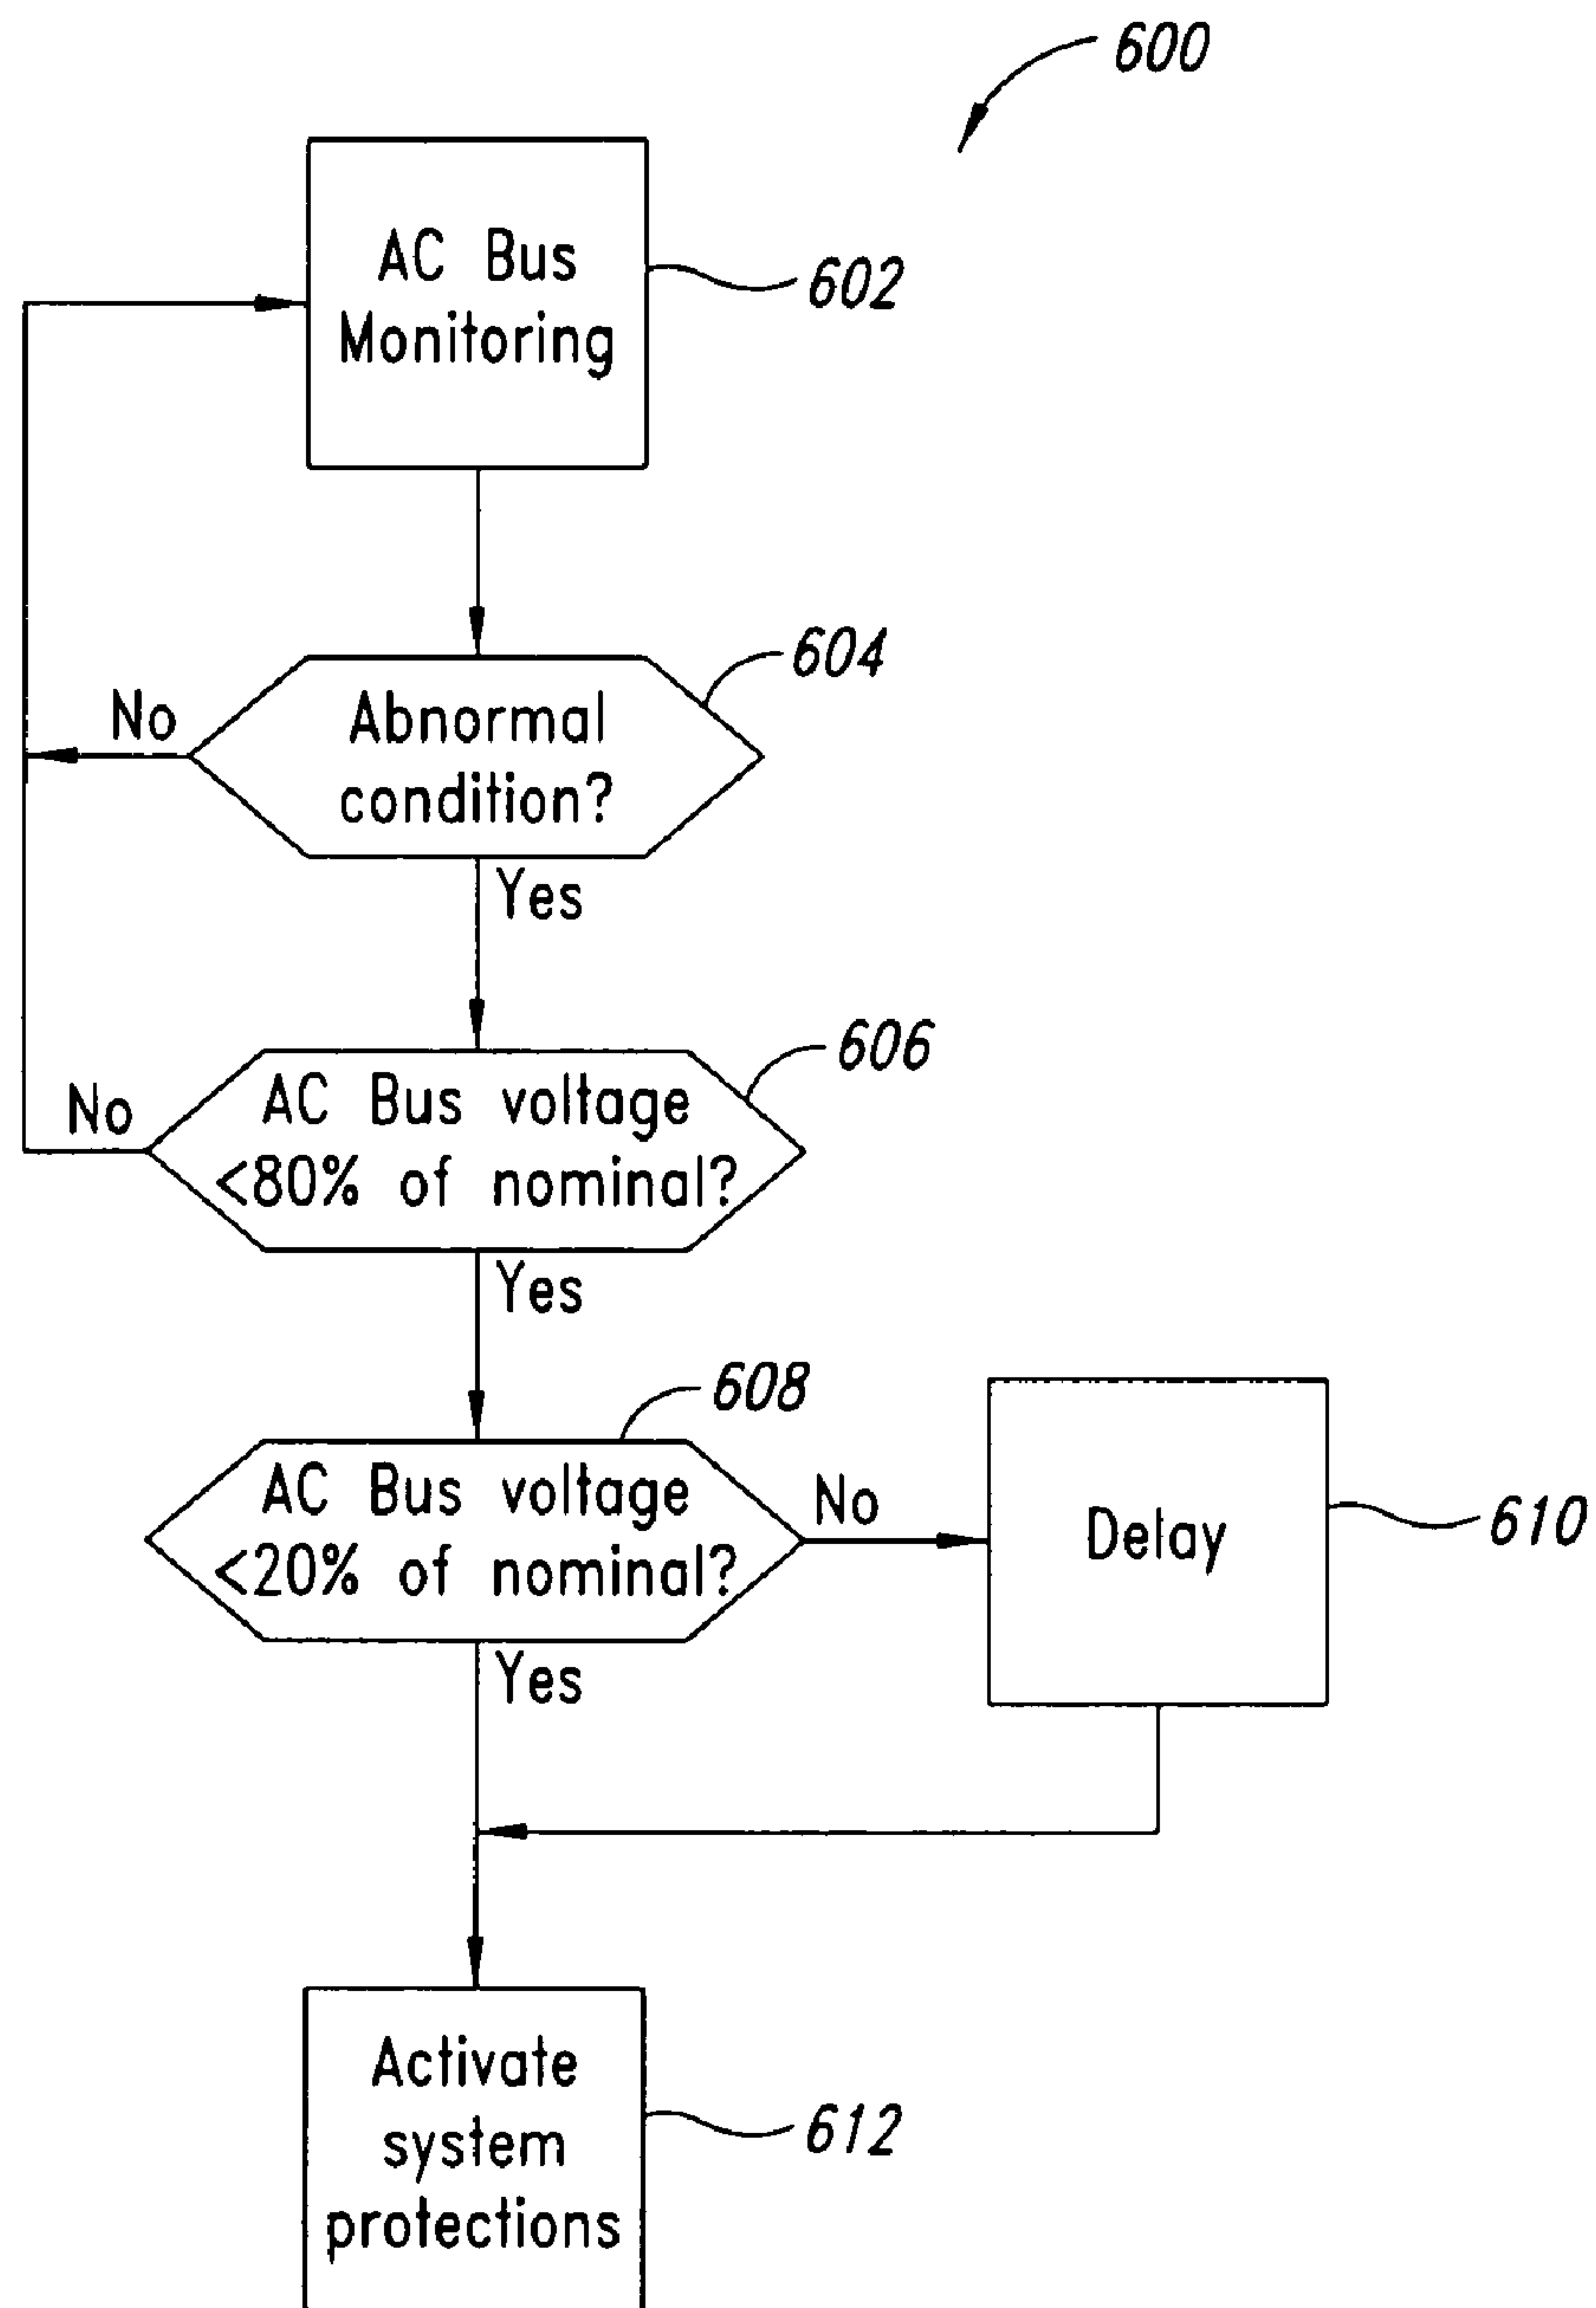 600
AC Bus
Monitoring
602
604
No
Abnormal
condition?
Yes
606
No
AC Bus voltage
<80% of nominal?
Yes
608
AC Bus voltage
<20% of nominal?
No
Delay
610
Yes
Activate
system
protections
612